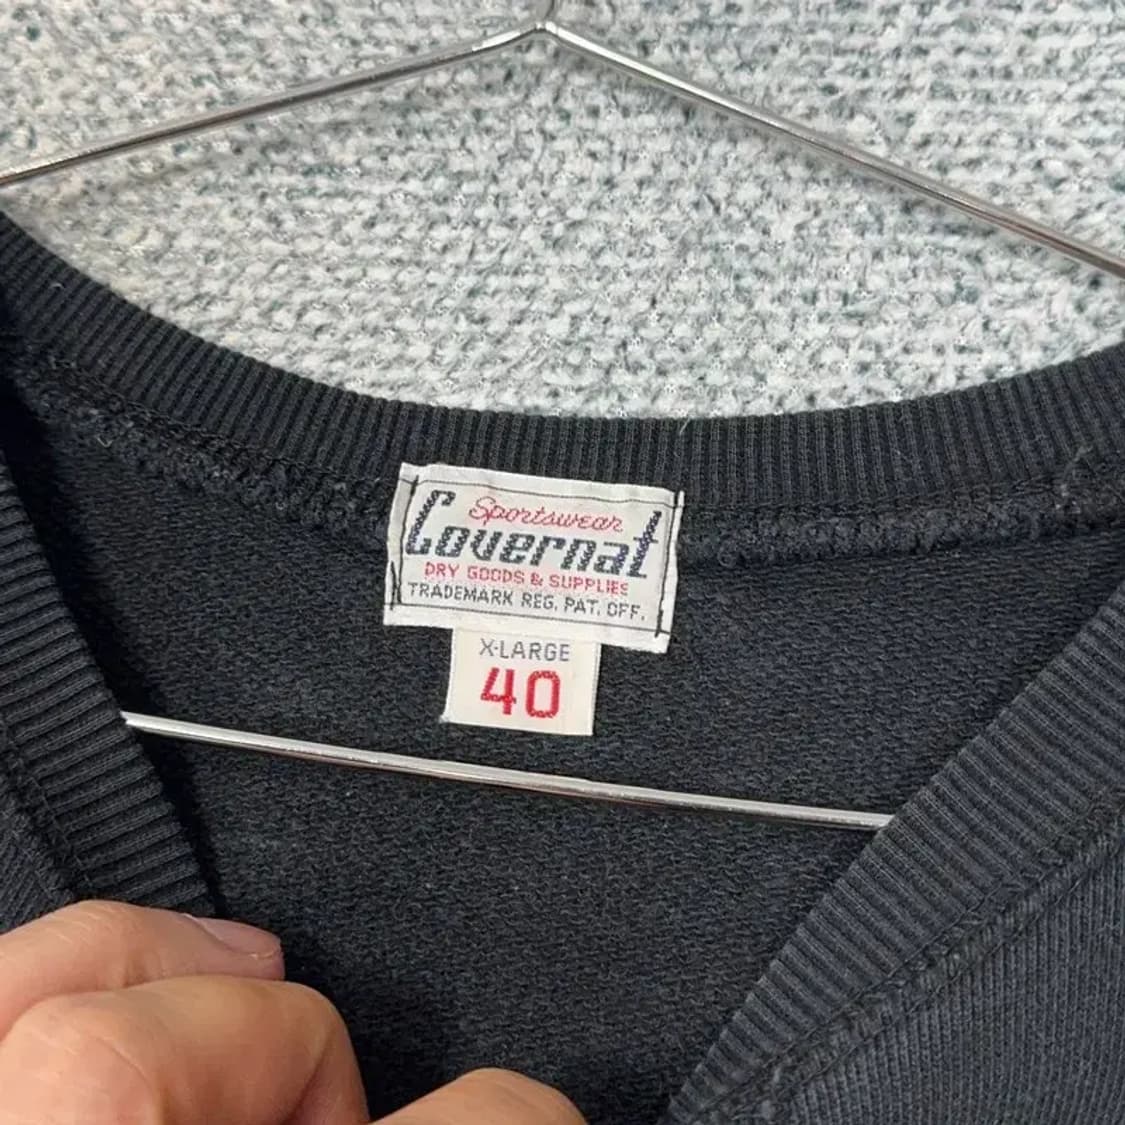 Sportswear
Covernat
DRY GOODS & SUPPLIES
TRADEMARK REG. PAT. OFF.
X-LARGE
40